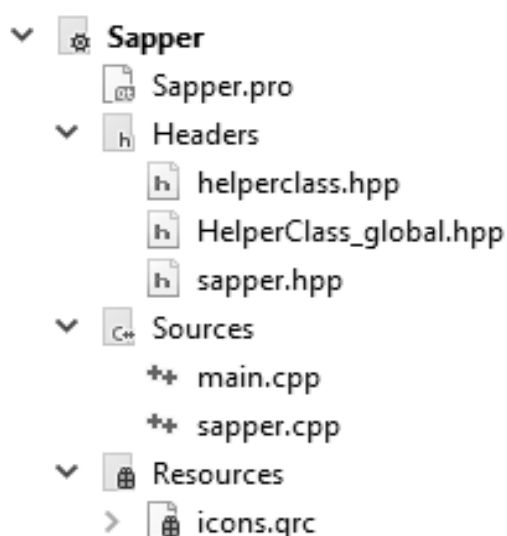 Sapper
Sapper.pro
Headers
helperclass.hpp
HelperClass_global.hpp
sapper.hpp
Sources
main.cpp
sapper.cpp
Resources
icons.qrc